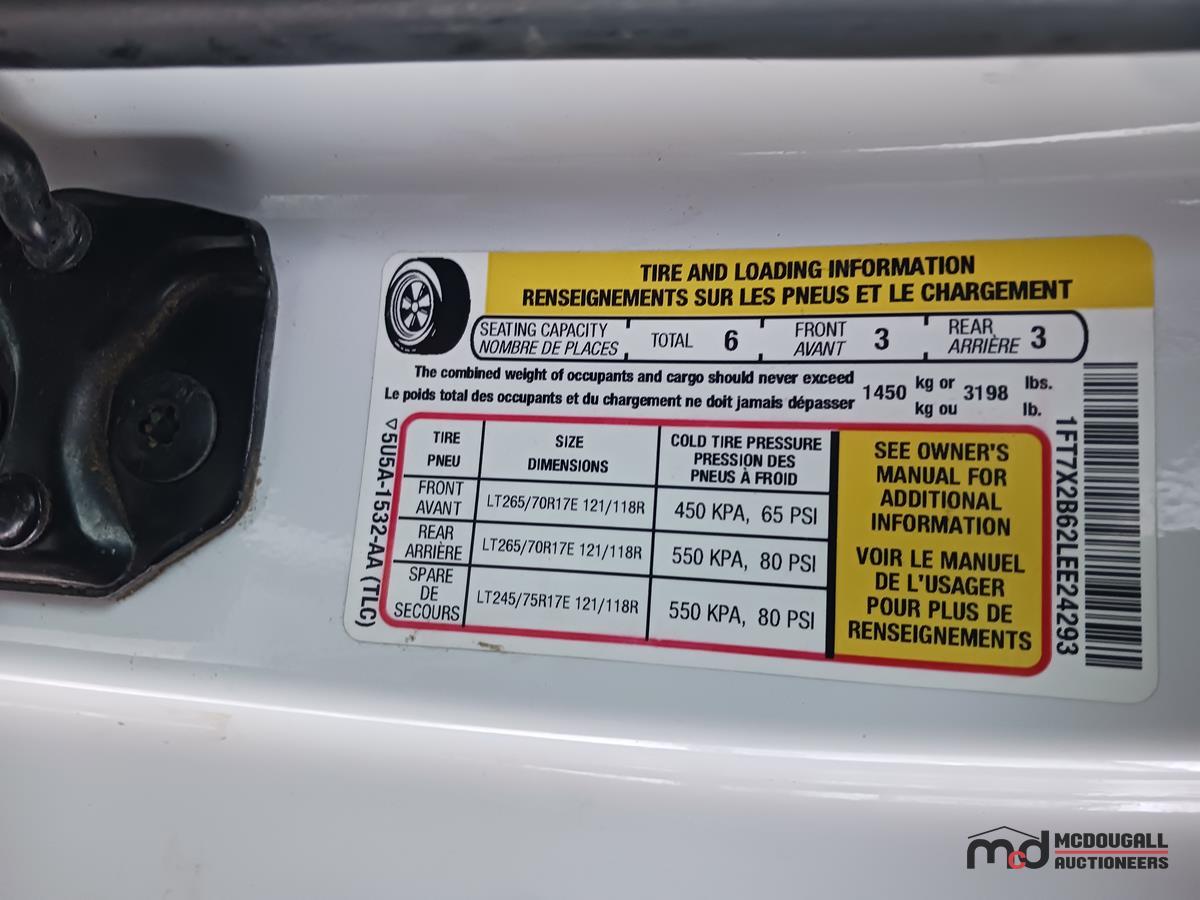 TIRE AND LOADING INFORMATION
RENSEIGNEMENTS SUR LES PNEUS ET LE CHARGEMENT
SEATING CAPACITY TOTAL 6 FRONT 3 REAR 3
NOMBRE DE PLACES AVANT ARRIÈRE
The combined weight of occupants and cargo should never exceed 1450 kg or 3198 lbs.
Le poids total des occupants et du chargement ne doit jamais dépasser kg ou lb.
TIRE SIZE COLD TIRE PRESSURE
PNEU DIMENSIONS PRESSION DES
PNEUS À FROID
FRONT
AVANT LT265/70R17E 121/118R 450 KPA, 65 PSI
REAR
ARRIÈRE LT265/70R17E 121/118R 550 KPA, 80 PSI
SPARE
DE
SECOURS LT245/75R17E 121/118R 550 KPA, 80 PSI
SEE OWNER'S
MANUAL FOR
ADDITIONAL
INFORMATION
VOIR LE MANUEL
DE L'USAGER
POUR PLUS DE
RENSEIGNEMENTS
5U5A-1532-AA (TLC)
1FT7X2B62LEE24293
mcd MCDOUGALL
AUCTIONEERS